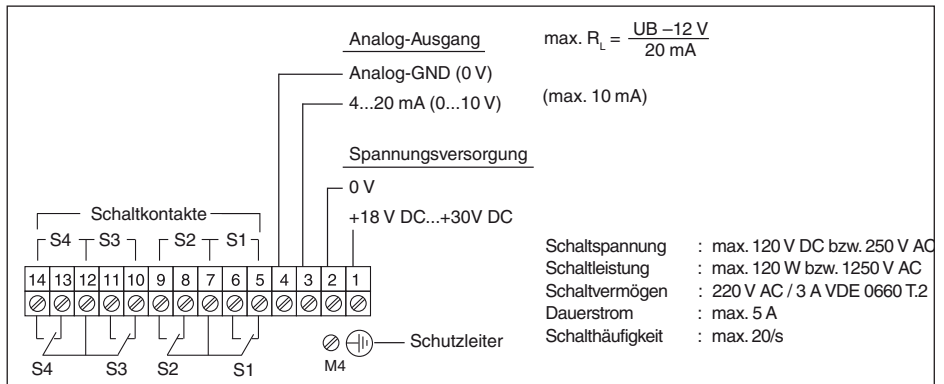 Analog-Ausgang
max. RL = UB –12 V / 20 mA
Analog-GND (0 V)
4...20 mA (0...10 V)
(max. 10 mA)
Spannungsversorgung
0 V
+18 V DC...+30V DC
Schaltkontakte
S4 S3 S2 S1
14 13 12 11 10 9 8 7 6 5 4 3 2 1
S4 S3 S2 S1
M4
Schutzleiter
Schaltspannung : max. 120 V DC bzw. 250 V AC
Schaltleistung : max. 120 W bzw. 1250 V AC
Schaltvermögen : 220 V AC / 3 A VDE 0660 T.2
Dauerstrom : max. 5 A
Schalthäufigkeit : max. 20/s